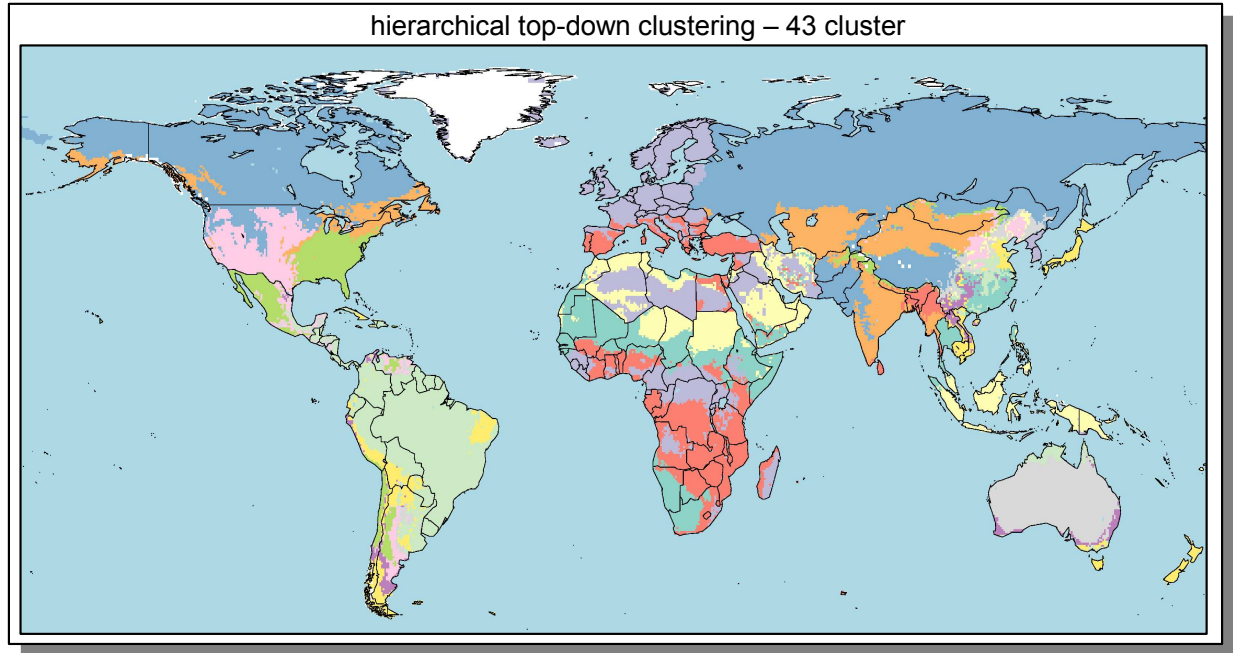 hierarchical top-down clustering – 43 cluster